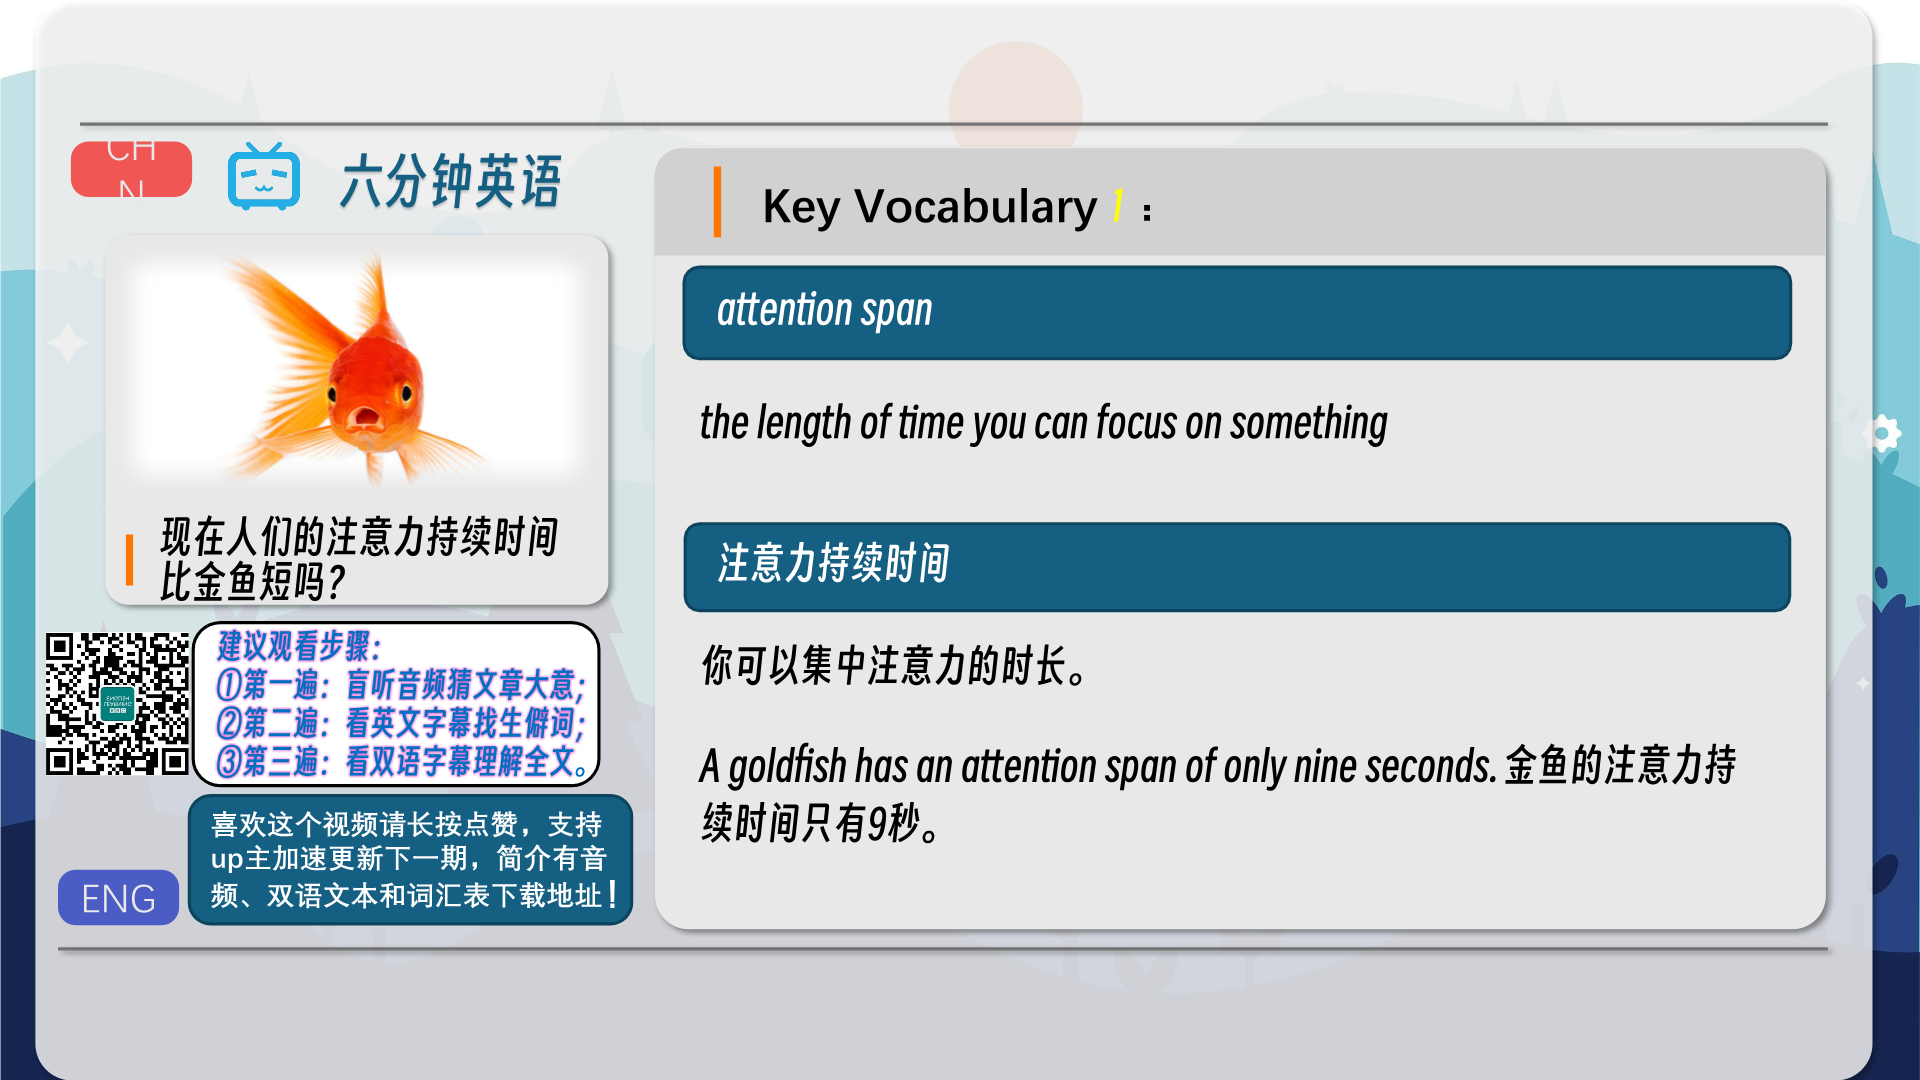 CHN
六分钟英语
现在人们的注意力持续时间
比金鱼短吗?
建议观看步骤:
①第一遍: 盲听音频猜文章大意;
②第二遍: 看英文字幕找生僻词;
③第三遍: 看双语字幕理解全文。
喜欢这个视频请长按点赞，支持
up主加速更新下一期，简介有音
频、双语文本和词汇表下载地址！
ENG
Key Vocabulary 1：
attention span
the length of time you can focus on something
注意力持续时间
你可以集中注意力的时长。
A goldfish has an attention span of only nine seconds. 金鱼的注意力持
续时间只有9秒。